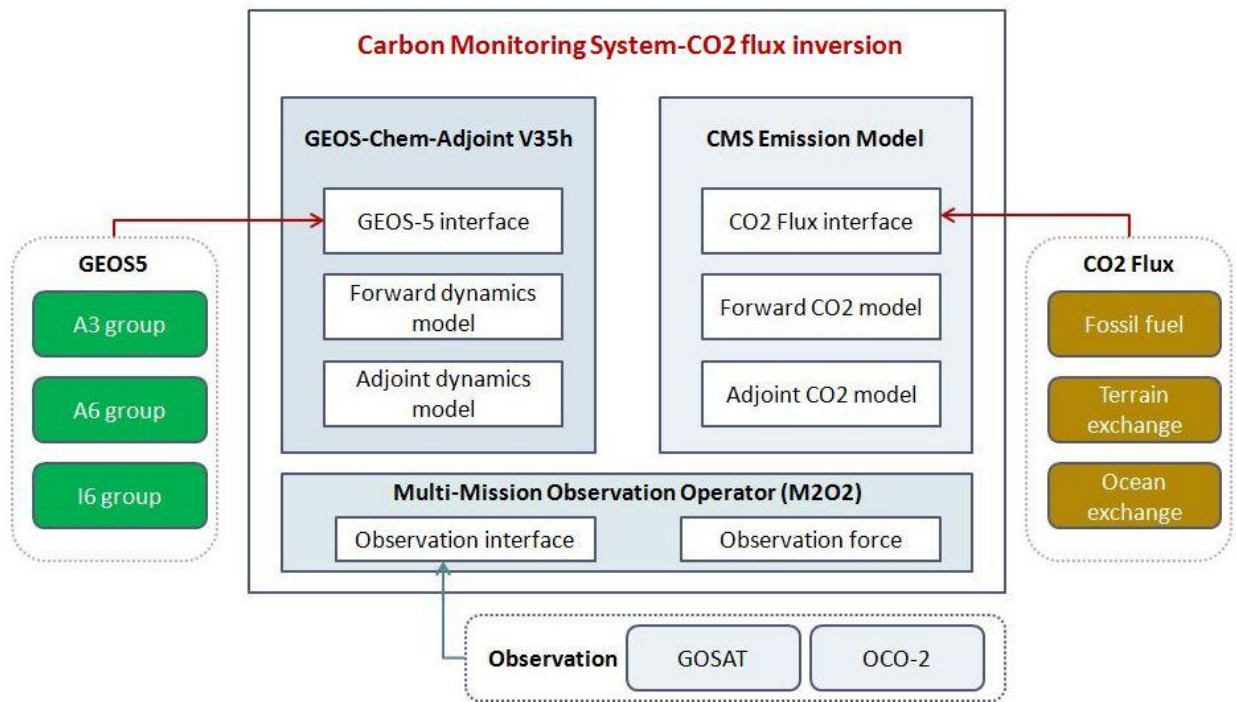 Carbon Monitoring System-CO2 flux inversion
GEOS-Chem-Adjoint V35h
GEOS-5 interface
Forward dynamics
model
Adjoint dynamics
model
CMS Emission Model
CO2 Flux interface
Forward CO2 model
Adjoint CO2 model
GEOS5
A3 group
A6 group
I6 group
CO2 Flux
Fossil fuel
Terrain
exchange
Ocean
exchange
Multi-Mission Observation Operator (M2O2)
Observation interface
Observation force
Observation
GOSAT
OCO-2